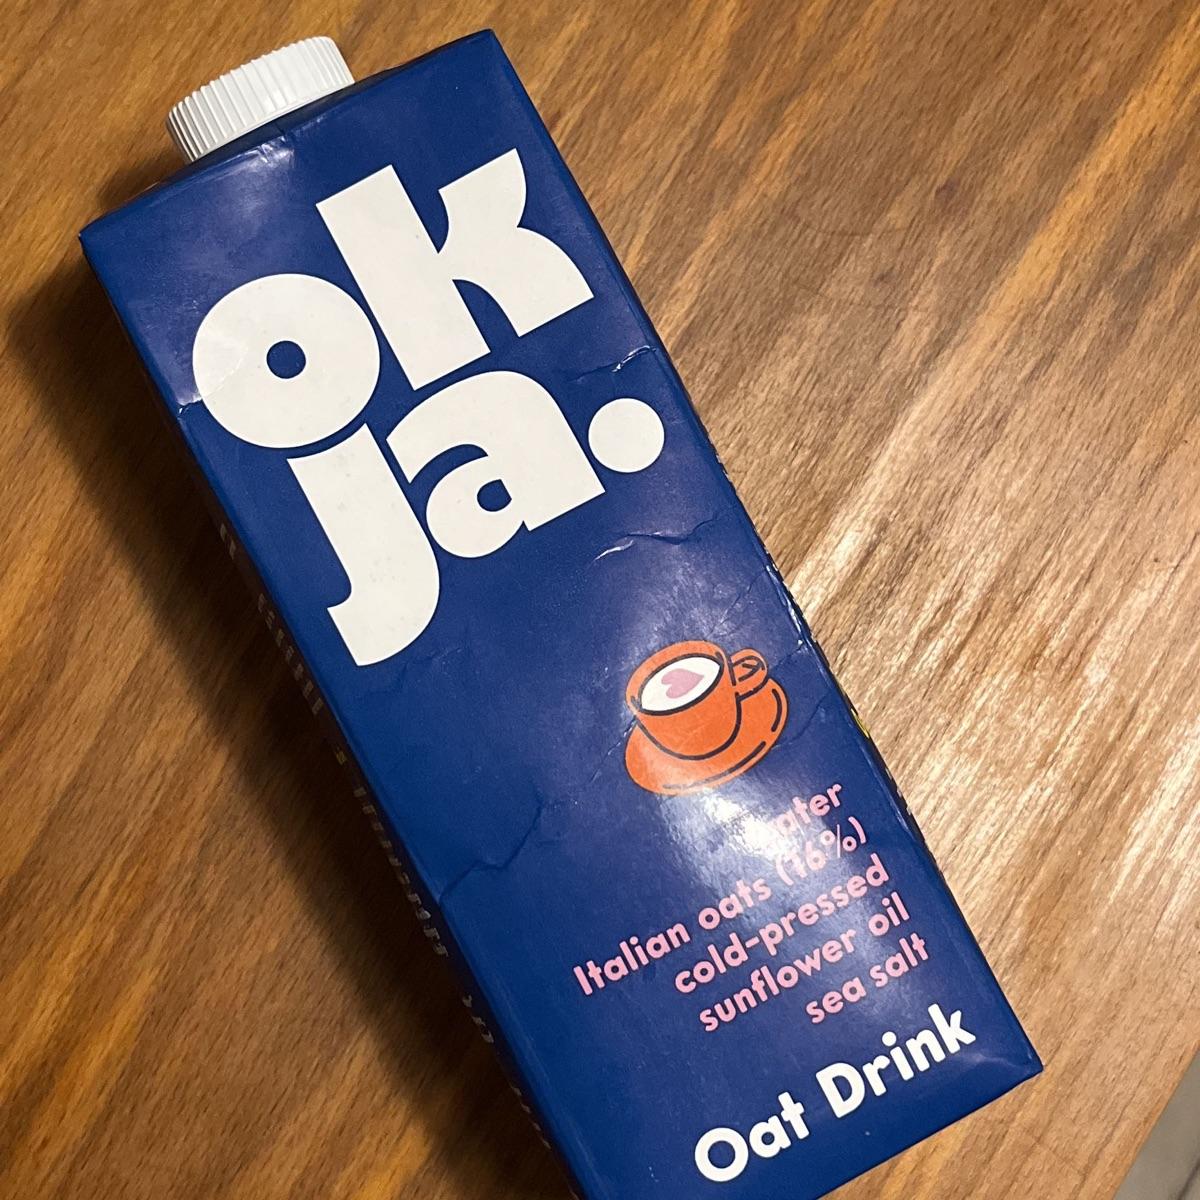 ok
ja.
water
Italian oats (16%)
cold-pressed
sunflower oil
sea salt
Oat Drink